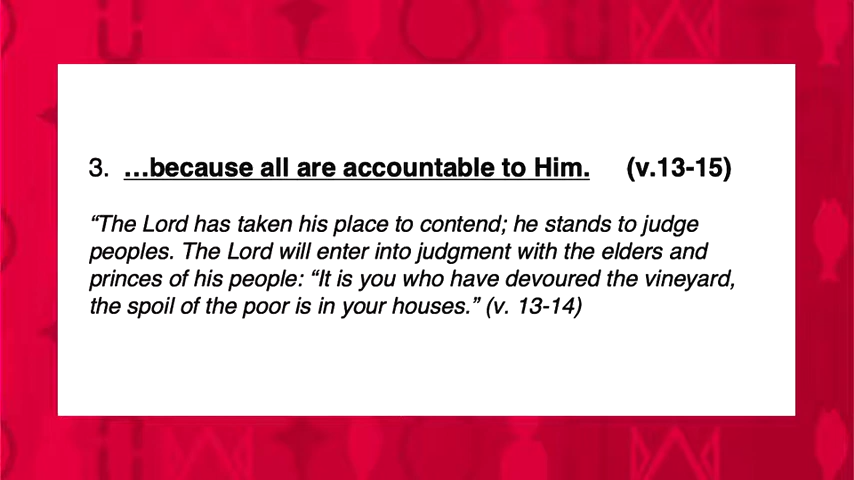 3. …because all are accountable to Him. (v.13-15)
“The Lord has taken his place to contend; he stands to judge
peoples. The Lord will enter into judgment with the elders and
princes of his people: “It is you who have devoured the vineyard,
the spoil of the poor is in your houses.” (v. 13-14)